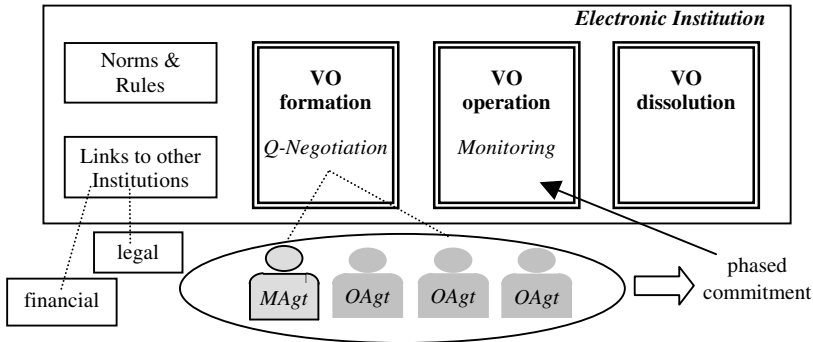 Electronic Institution
Norms &
Rules
Links to other
Institutions
VO
formation
Q-Negotiation
VO
operation
Monitoring
VO
dissolution
legal
financial
MAgt
OAgt
OAgt
OAgt
phased
commitment